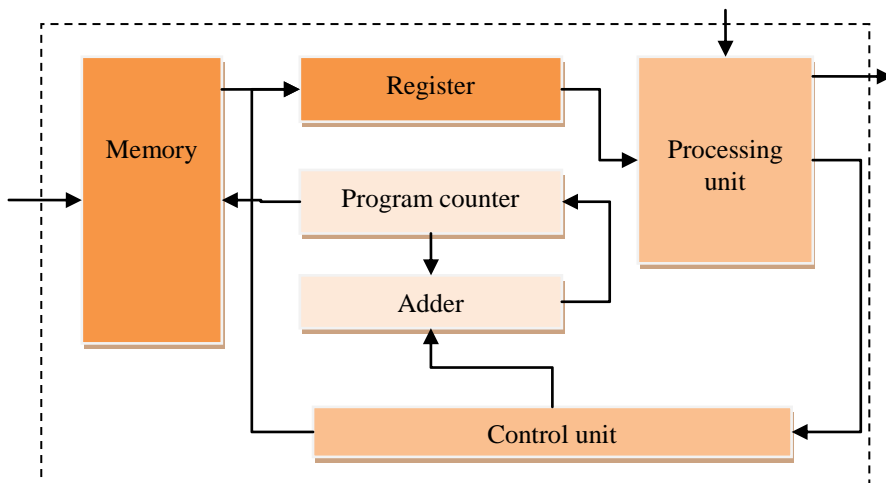 Register
Memory
Processing
unit
Program counter
Adder
Control unit